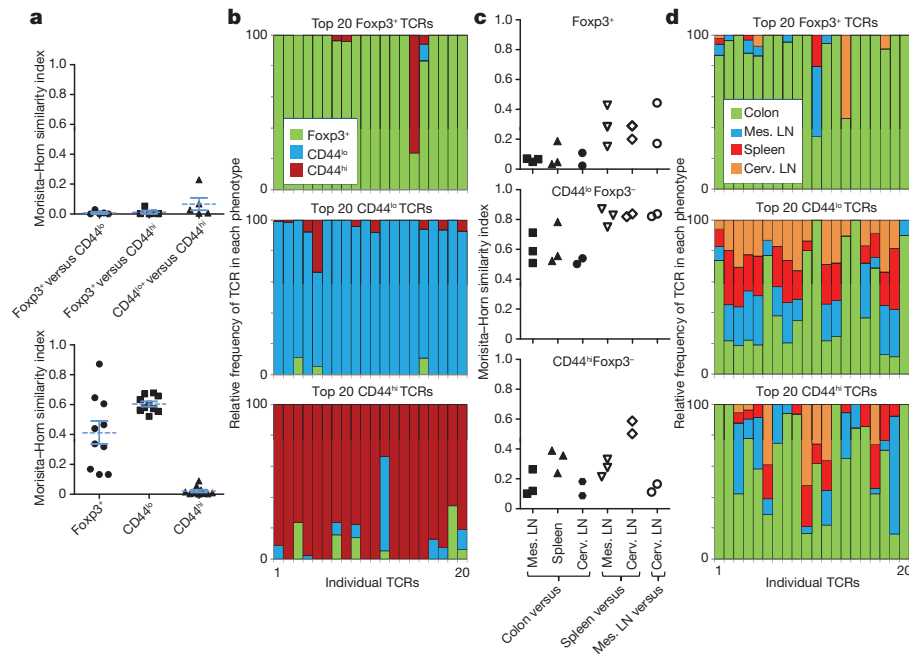 a
Morisita–Horn similarity index
1.0
0.8
0.6
0.4
0.2
0.0
Foxp3+ versus CD44lo
Foxp3+ versus CD44hi
CD44lo+ versus CD44hi
Morisita–Horn similarity index
1.0
0.8
0.6
0.4
0.2
0
Foxp3+
CD44lo
CD44hi
b
Relative frequency of TCR in each phenotype
Top 20 Foxp3+ TCRs
100
0
Foxp3+
CD44lo
CD44hi
Top 20 CD44lo TCRs
100
0
Top 20 CD44hi TCRs
100
0
1
20
Individual TCRs
c
Morisita–Horn similarity index
Foxp3+
1.0
0.8
0.6
0.4
0.2
0
CD44lo Foxp3−
1.0
0.8
0.6
0.4
0.2
0
CD44hiFoxp3−
1.0
0.8
0.6
0.4
0.2
0
Mes. LN
Spleen
Cerv. LN
Mes. LN
Cerv. LN
Cerv. LN
Colon versus
Spleen versus
Mes. LN versus
d
Relative frequency of TCR in each phenotype
Top 20 Foxp3+ TCRs
100
0
Colon
Mes. LN
Spleen
Cerv. LN
Top 20 CD44lo TCRs
100
0
Top 20 CD44hi TCRs
100
0
1
20
Individual TCRs